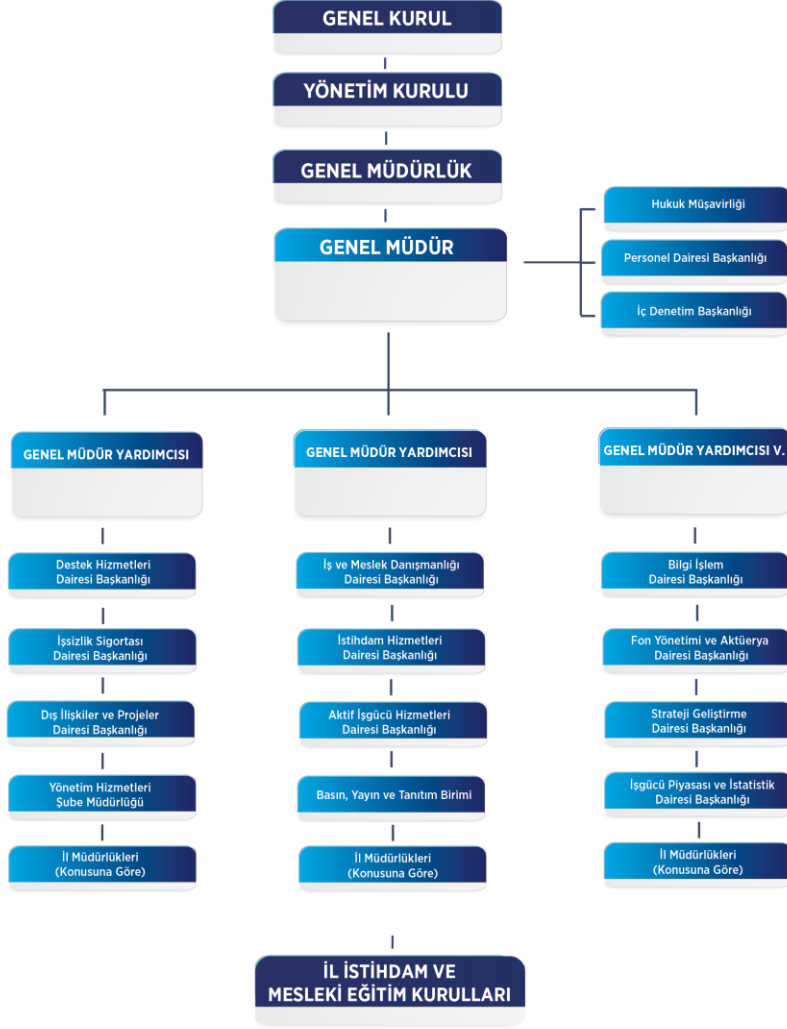 GENEL KURUL
YÖNETİM KURULU
GENEL MÜDÜRLÜK
GENEL MÜDÜR
Hukuk Müşavirliği
Personel Dairesi Başkanlığı
İç Denetim Başkanlığı
GENEL MÜDÜR YARDIMCISI
Destek Hizmetleri
Dairesi Başkanlığı
İşsizlik Sigortası
Dairesi Başkanlığı
Dış İlişkiler ve Projeler
Dairesi Başkanlığı
Yönetim Hizmetleri
Şube Müdürlüğü
İl Müdürlükleri
(Konusuna Göre)
GENEL MÜDÜR YARDIMCISI
İş ve Meslek Danışmanlığı
Dairesi Başkanlığı
İstihdam Hizmetleri
Dairesi Başkanlığı
Aktif İşgücü Hizmetleri
Dairesi Başkanlığı
Basın, Yayın ve Tanıtım Birimi
İl Müdürlükleri
(Konusuna Göre)
GENEL MÜDÜR YARDIMCISI V.
Bilgi İşlem
Dairesi Başkanlığı
Fon Yönetimi ve Aktüerya
Dairesi Başkanlığı
Strateji Geliştirme
Dairesi Başkanlığı
İşgücü Piyasası ve İstatistik
Dairesi Başkanlığı
İl Müdürlükleri
(Konusuna Göre)
İL İSTİHDAM VE
MESLEKİ EĞİTİM KURULLARI